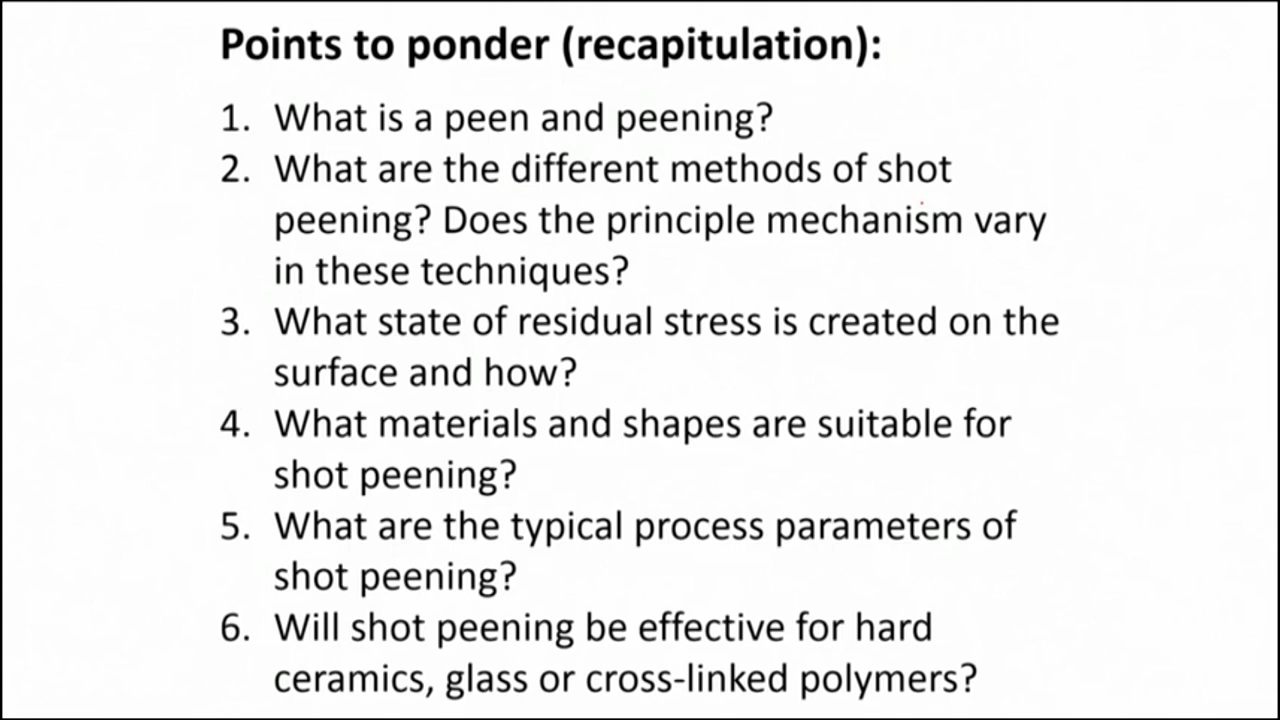 Points to ponder (recapitulation):
1. What is a peen and peening?
2. What are the different methods of shot
peening? Does the principle mechanism vary
in these techniques?
3. What state of residual stress is created on the
surface and how?
4. What materials and shapes are suitable for
shot peening?
5. What are the typical process parameters of
shot peening?
6. Will shot peening be effective for hard
ceramics, glass or cross-linked polymers?